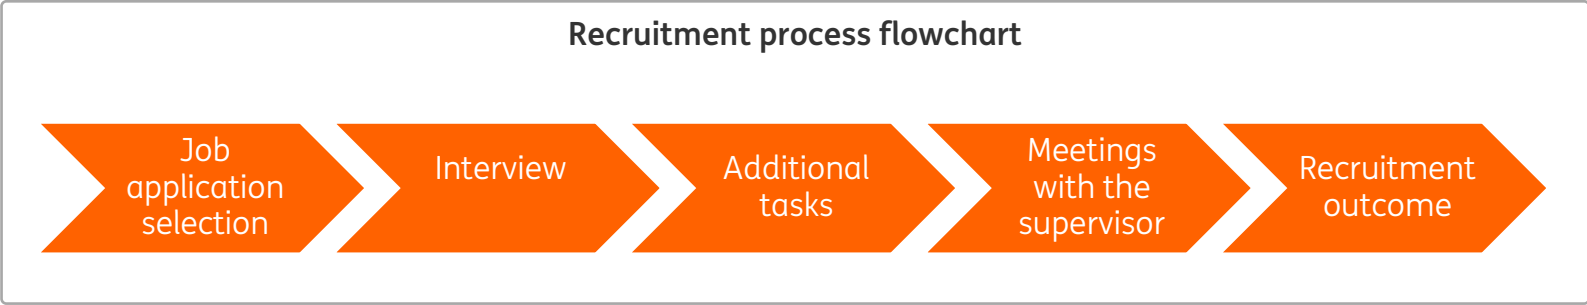 Recruitment process flowchart
Job
application
selection
Interview
Additional
tasks
Meetings
with the
supervisor
Recruitment
outcome